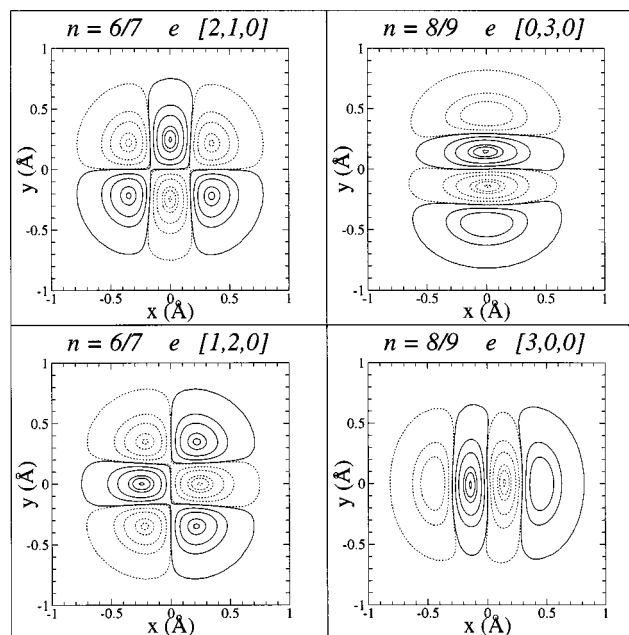 n = 6/7 e [2,1,0]
n = 8/9 e [0,3,0]
1
0.5
0
-0.5
-1
y (Å)
-1 -0.5 0 0.5 1
x (Å)
1
0.5
0
-0.5
-1
y (Å)
-1 -0.5 0 0.5 1
x (Å)
n = 6/7 e [1,2,0]
n = 8/9 e [3,0,0]
1
0.5
0
-0.5
-1
y (Å)
-1 -0.5 0 0.5 1
x (Å)
1
0.5
0
-0.5
-1
y (Å)
-1 -0.5 0 0.5 1
x (Å)